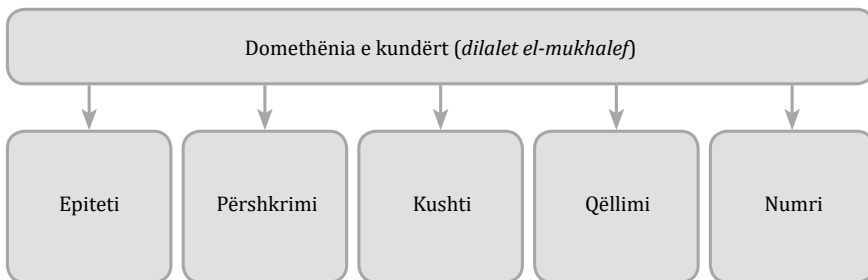 Domethënia e kundërt (dilalet el-mukhalef)
Epiteti
Përshkrimi
Kushti
Qëllimi
Numri